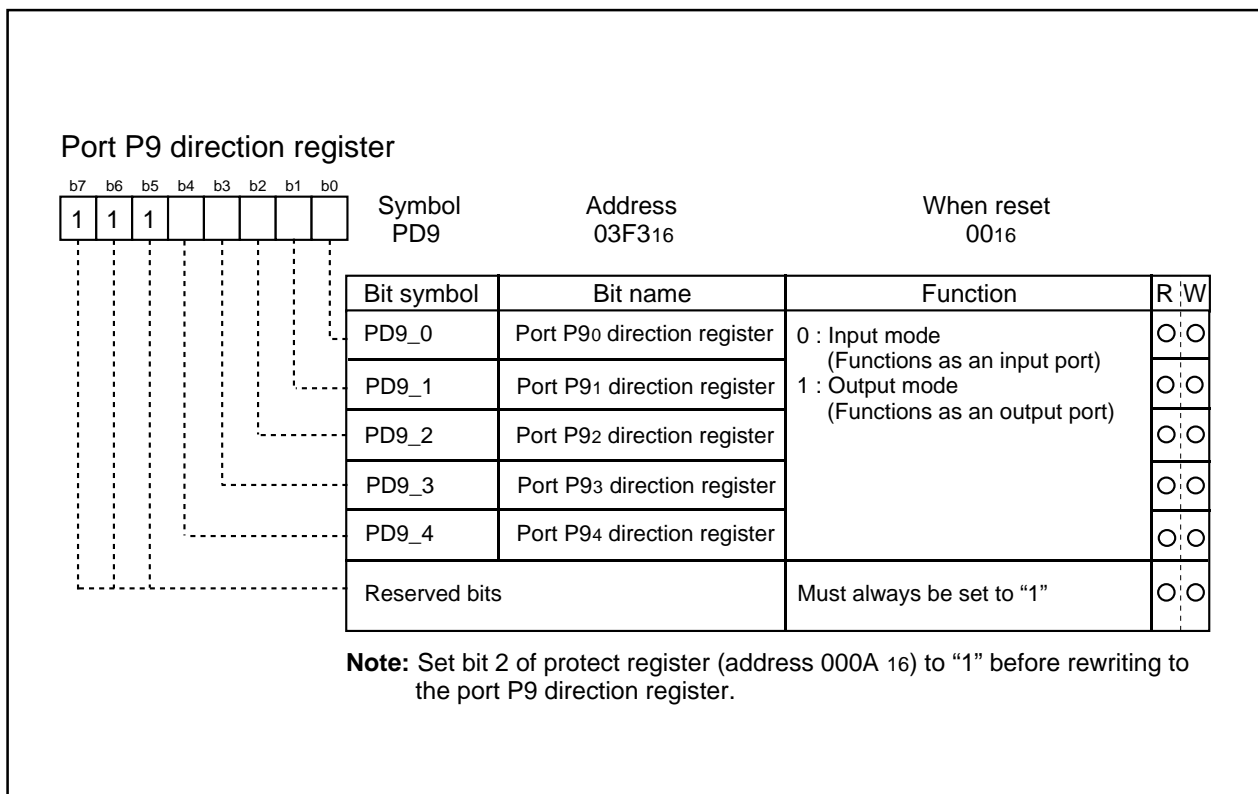 Port P9 direction register
b7 b6 b5 b4 b3 b2 b1 b0
1 1 1
Symbol Address When reset
PD9 03F316 0016
Bit symbol Bit name Function R W
PD9_0 Port P90 direction register 0 : Input mode
(Functions as an input port)
PD9_1 Port P91 direction register 1 : Output mode
(Functions as an output port)
PD9_2 Port P92 direction register
PD9_3 Port P93 direction register
PD9_4 Port P94 direction register
Reserved bits Must always be set to “1”
Note: Set bit 2 of protect register (address 000A 16) to “1” before rewriting to
the port P9 direction register.